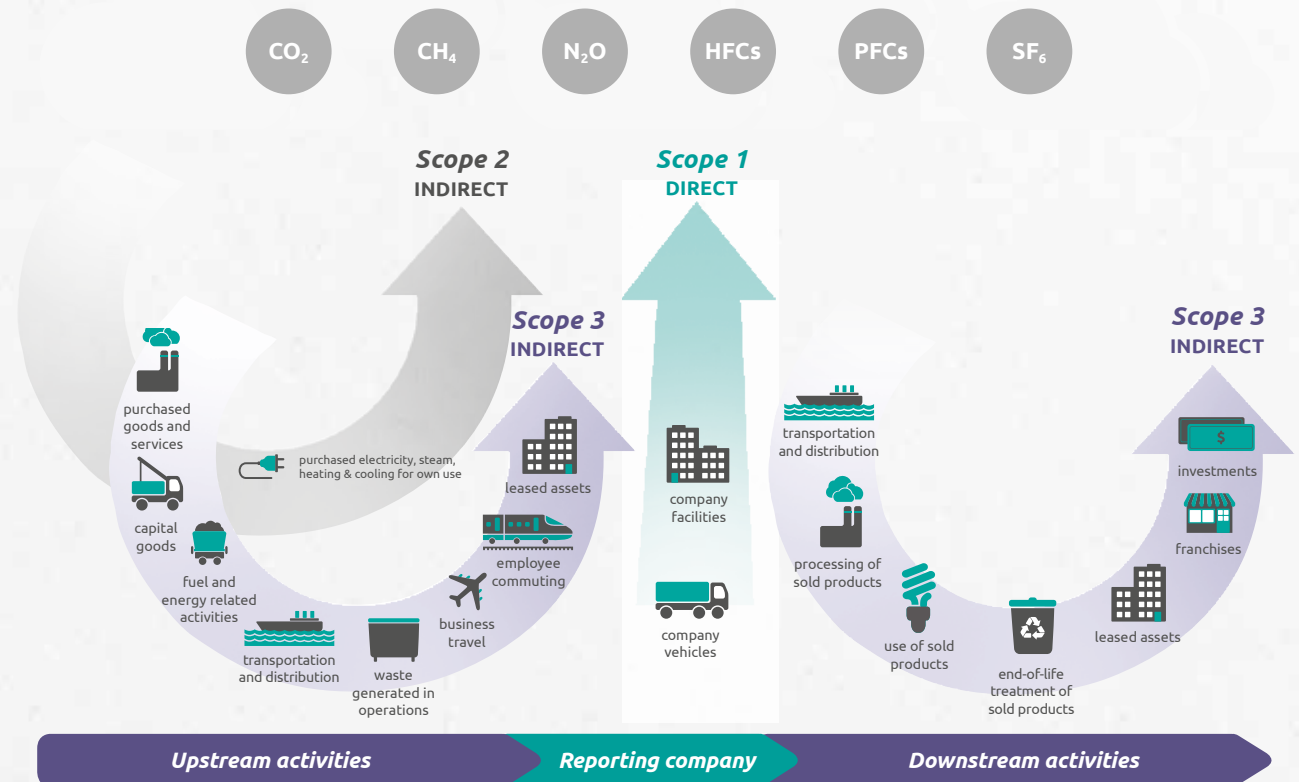 CO₂
CH₄
N₂O
HFCs
PFCs
SF₆
Scope 2
INDIRECT
Scope 1
DIRECT
Scope 3
INDIRECT
Scope 3
INDIRECT
purchased
goods and
services
capital
goods
fuel and
energy related
activities
transportation
and distribution
waste
generated in
operations
business
travel
employee
commuting
leased assets
purchased electricity, steam,
heating & cooling for own use
company
facilities
company
vehicles
transportation
and distribution
processing of
sold products
use of sold
products
end-of-life
treatment of
sold products
leased assets
franchises
$
investments
Upstream activities
Reporting company
Downstream activities